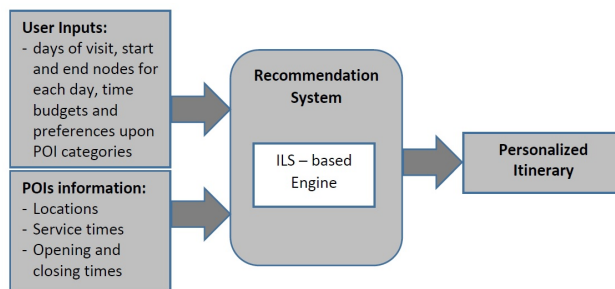 User Inputs:
- days of visit, start
and end nodes for
each day, time
budgets and
preferences upon
POI categories
POIs information:
- Locations
- Service times
- Opening and
closing times
Recommendation
System
ILS – based
Engine
Personalized
Itinerary